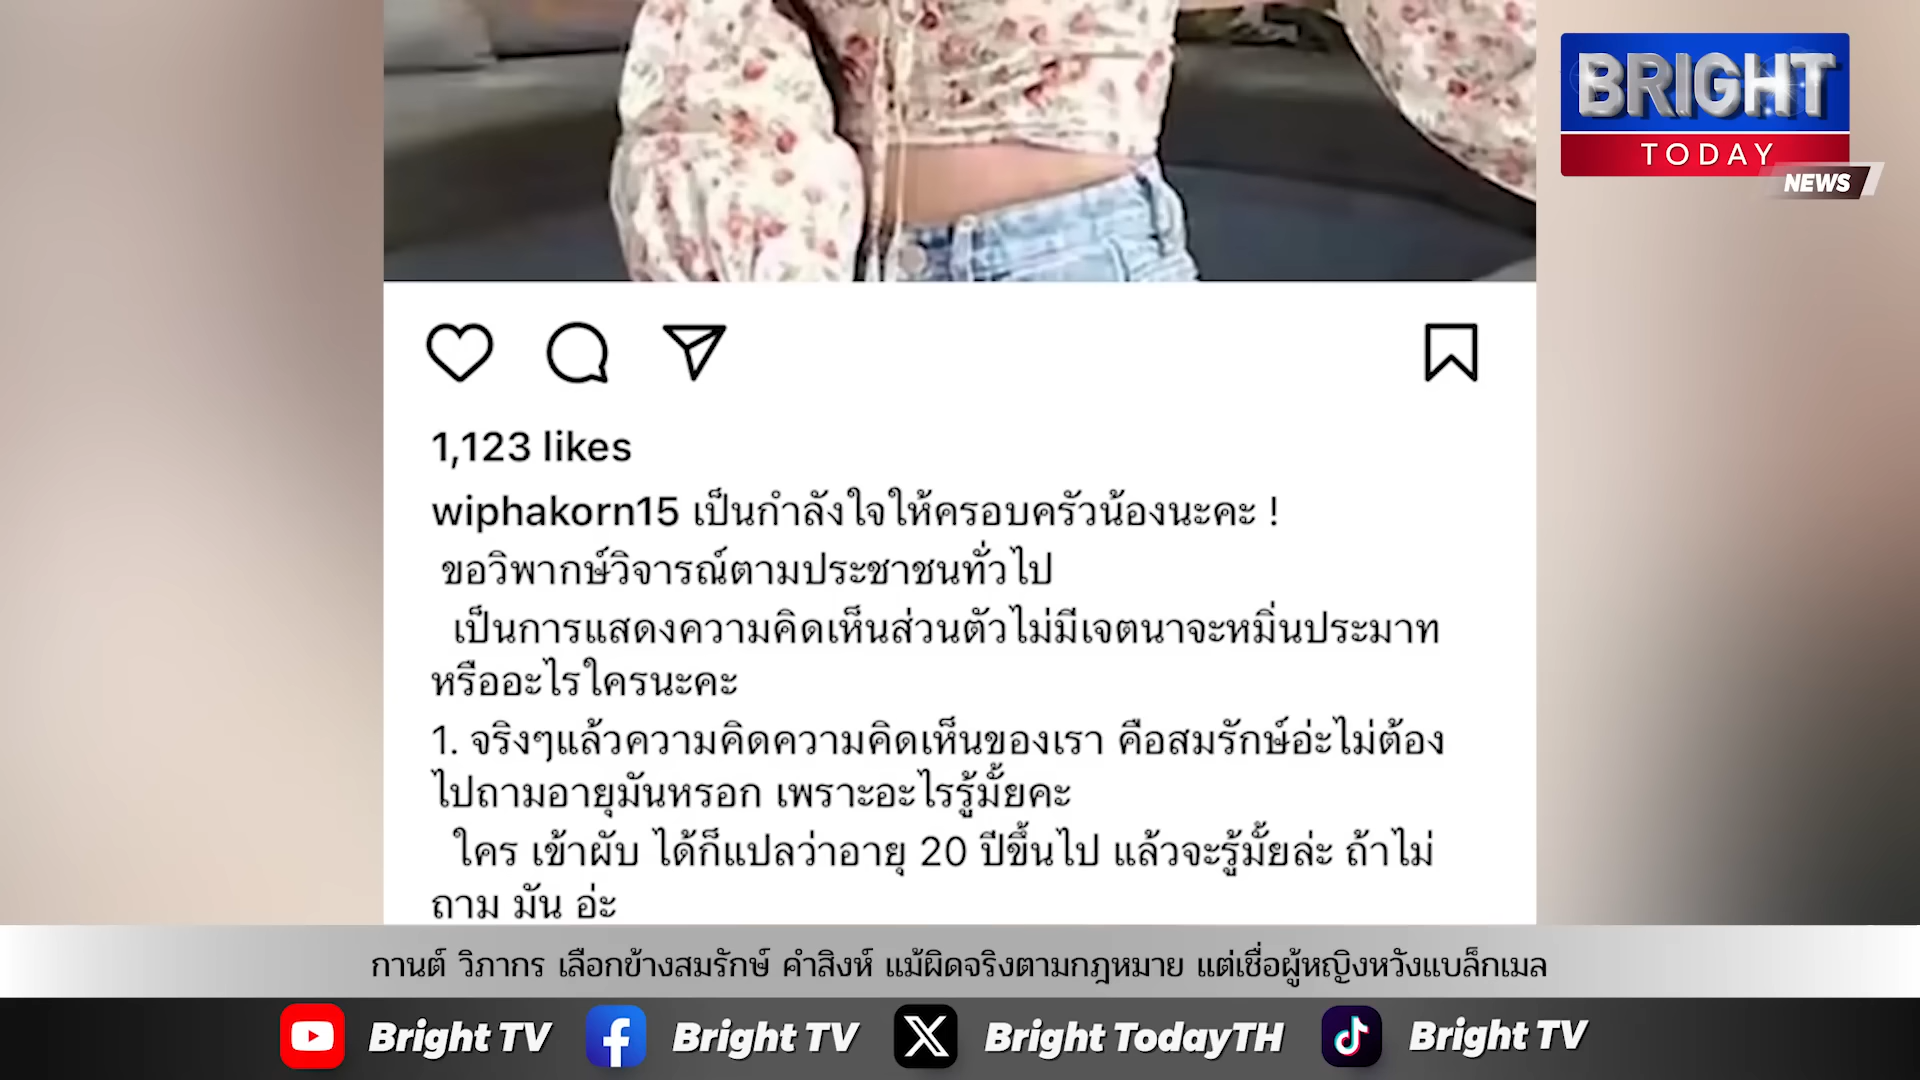 BRIGHT
TODAY
NEWS
1,123 likes
wiphakorn15 เป็นกำลังใจให้ครอบครัวน้องนะคะ !
ขอวิพากษ์วิจารณ์ตามประชาชนทั่วไป
เป็นการแสดงความคิดเห็นส่วนตัวไม่มีเจตนาจะหมิ่นประมาท
หรืออะไรใครนะคะ
1. จริงๆแล้วความคิดความคิดเห็นของเรา คือสมรักษ์อ่ะไม่ต้อง
ไปถามอายุมันหรอก เพราะอะไรรู้มั้ยคะ
ใคร เข้าผับ ได้ก็แปลว่าอายุ 20 ปีขึ้นไป แล้วจะรู้มั้ยล่ะ ถ้าไม่
ถาม มัน อ่ะ
กานต์ วิภากร เลือกข้างสมรักษ์ คำสิงห์ แม้ผิดจริงตามกฎหมาย แต่เชื่อผู้หญิงหวังแบล็กเมล
Bright TV Bright TV Bright TodayTH Bright TV